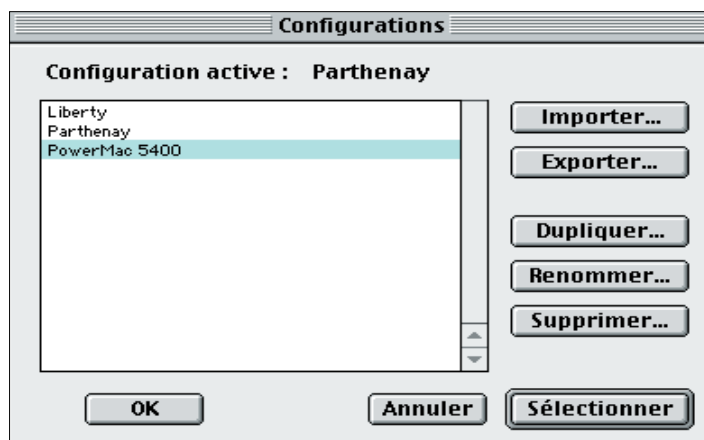 Configurations
Configuration active : Parthenay
Liberty
Parthenay
PowerMac 5400
Importer...
Exporter...
Dupliquer...
Renommer...
Supprimer...
OK
Annuler
Sélectionner